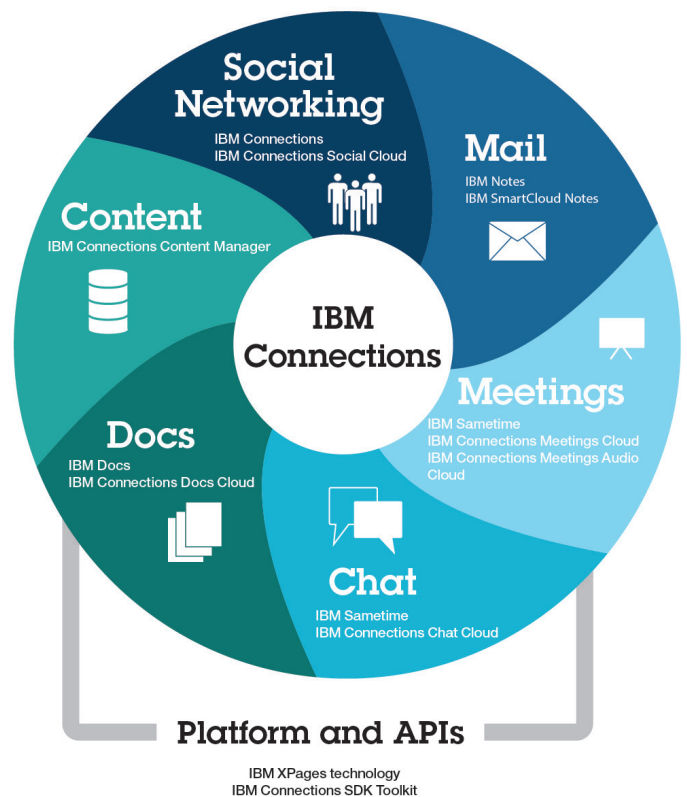 Social
Networking
IBM Connections
IBM Connections Social Cloud
Mail
IBM Notes
IBM SmartCloud Notes
Content
IBM Connections Content Manager
IBM
Connections
Meetings
IBM Sametime
IBM Connections Meetings Cloud
IBM Connections Meetings Audio
Cloud
Docs
IBM Docs
IBM Connections Docs Cloud
Chat
IBM Sametime
IBM Connections Chat Cloud
Platform and APIs
IBM XPages technology
IBM Connections SDK Toolkit